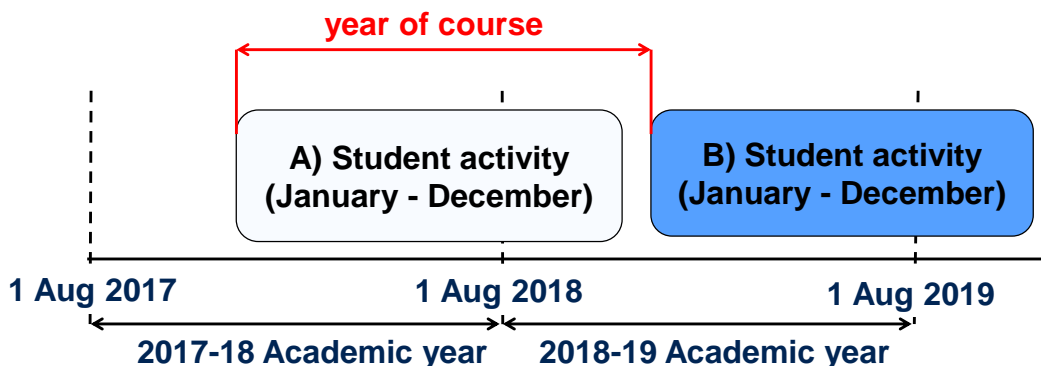 year of course
A) Student activity
(January - December)
B) Student activity
(January - December)
1 Aug 2017
1 Aug 2018
1 Aug 2019
2017-18 Academic year
2018-19 Academic year